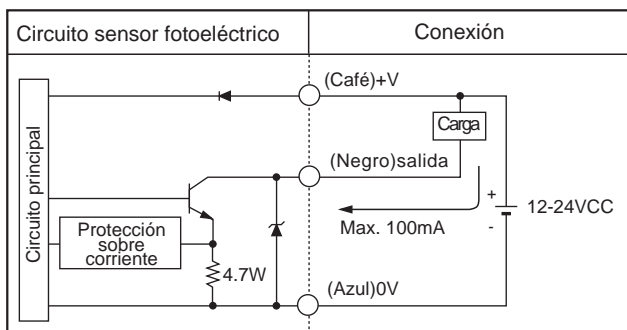 Circuito sensor fotoeléctrico
Conexión
Circuito principal
(Café)+V
Carga
(Negro)salida
Protección
sobre
corriente
4.7W
Max. 100mA
+
12-24VCC
-
(Azul)0V